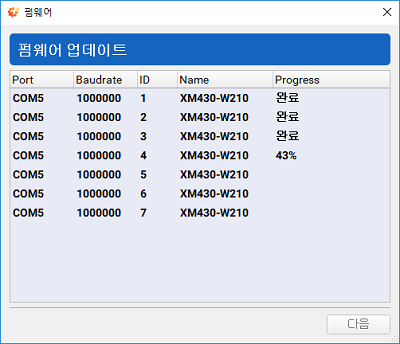 펌웨어
펌웨어 업데이트
Port Baudrate ID Name Progress
COM5 1000000 1 XM430-W210 완료
COM5 1000000 2 XM430-W210 완료
COM5 1000000 3 XM430-W210 완료
COM5 1000000 4 XM430-W210 43%
COM5 1000000 5 XM430-W210
COM5 1000000 6 XM430-W210
COM5 1000000 7 XM430-W210
다음